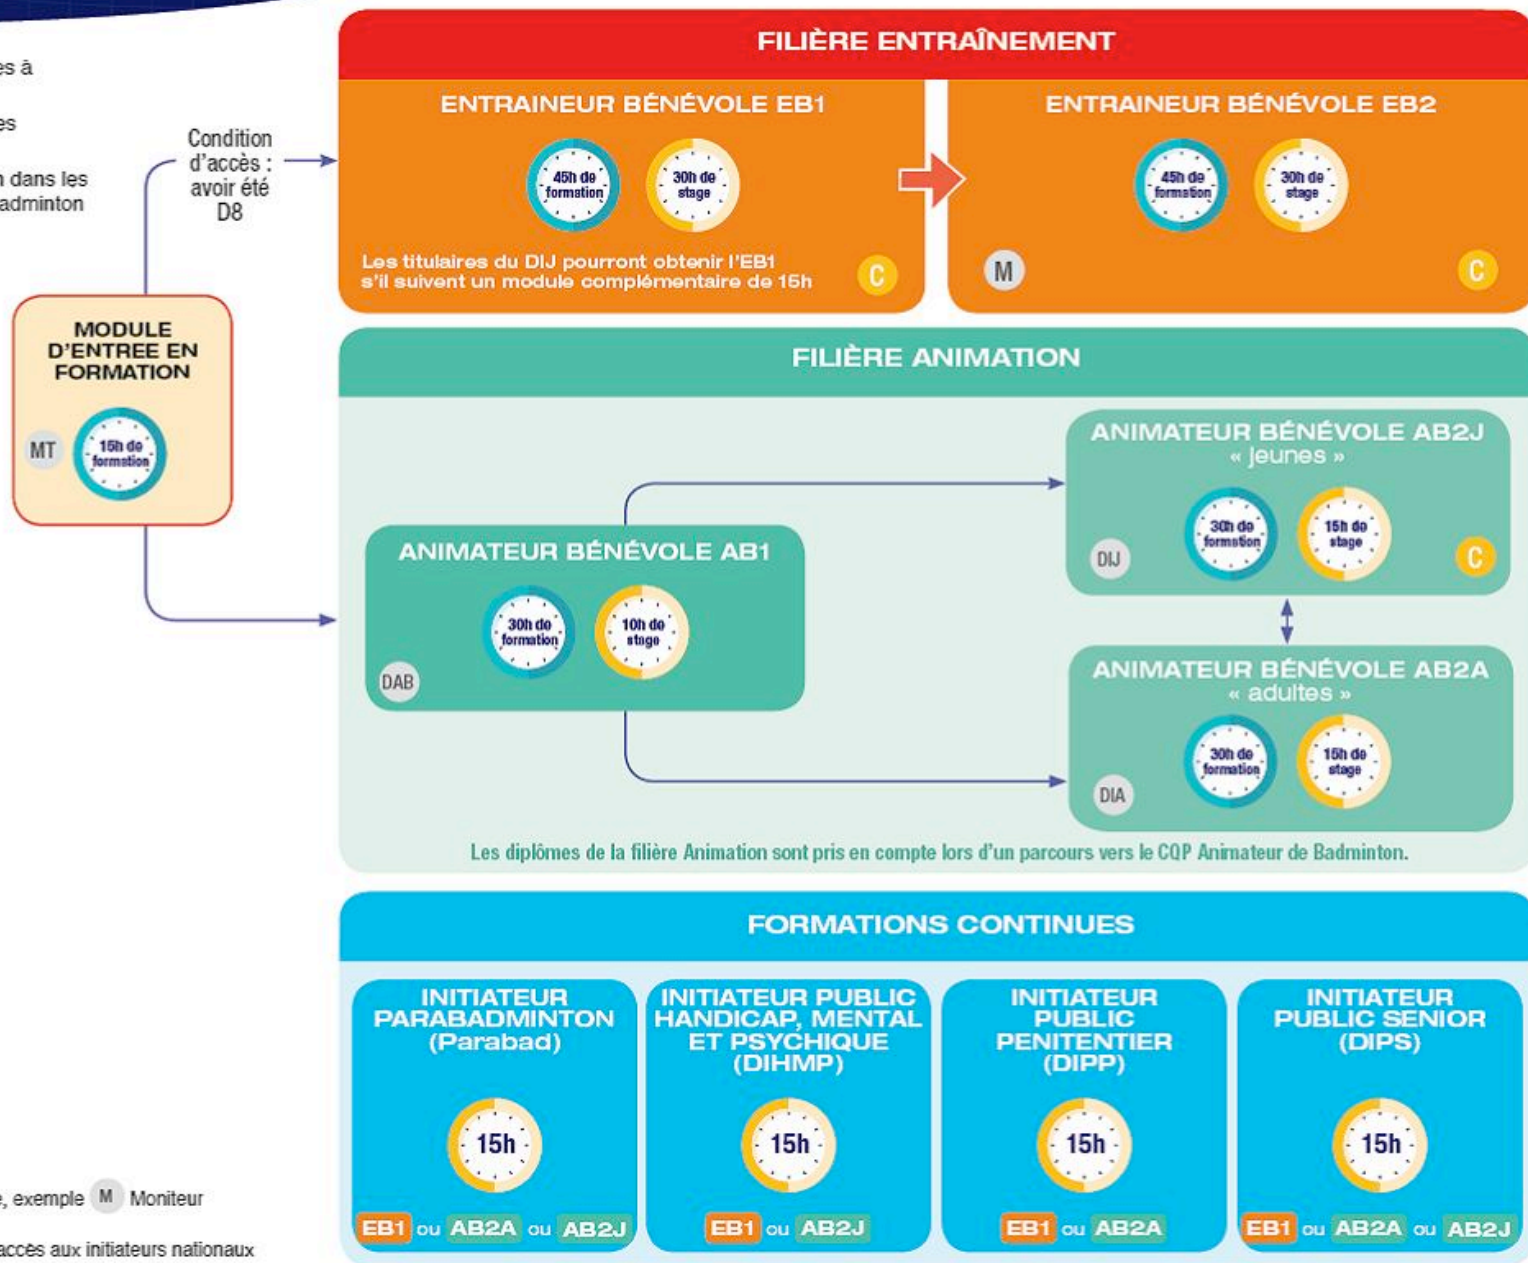 es à
es
n dans les
adminton
Condition
d'accès :
avoir été
D8
MODULE
D'ENTREE EN
FORMATION
MT
15h de
formation
FILIÈRE ENTRAÎNEMENT
ENTRAINEUR BÉNÉVOLE EB1
45h de
formation
30h de
stage
Les titulaires du DIJ pourront obtenir l'EB1
s'il suivent un module complémentaire de 15h
C
ENTRAINEUR BÉNÉVOLE EB2
45h de
formation
30h de
stage
M
C
FILIÈRE ANIMATION
ANIMATEUR BÉNÉVOLE AB1
30h de
formation
10h de
stage
DAB
ANIMATEUR BÉNÉVOLE AB2J
« jeunes »
30h de
formation
15h de
stage
DIJ
C
ANIMATEUR BÉNÉVOLE AB2A
« adultes »
30h de
formation
15h de
stage
DIA
Les diplômes de la filière Animation sont pris en compte lors d'un parcours vers le CQP Animateur de Badminton.
FORMATIONS CONTINUES
INITIATEUR
PARABADMINTON
(Parabad)
15h
EB1 ou AB2A ou AB2J
INITIATEUR PUBLIC
HANDICAP, MENTAL
ET PSYCHIQUE
(DIHMP)
15h
EB1 ou AB2J
INITIATEUR
PUBLIC
PENITENTIER
(DIPP)
15h
EB1 ou AB2A
INITIATEUR
PUBLIC SENIOR
(DIPS)
15h
EB1 ou AB2A ou AB2J
e, exemple M Moniteur
accès aux initiateurs nationaux